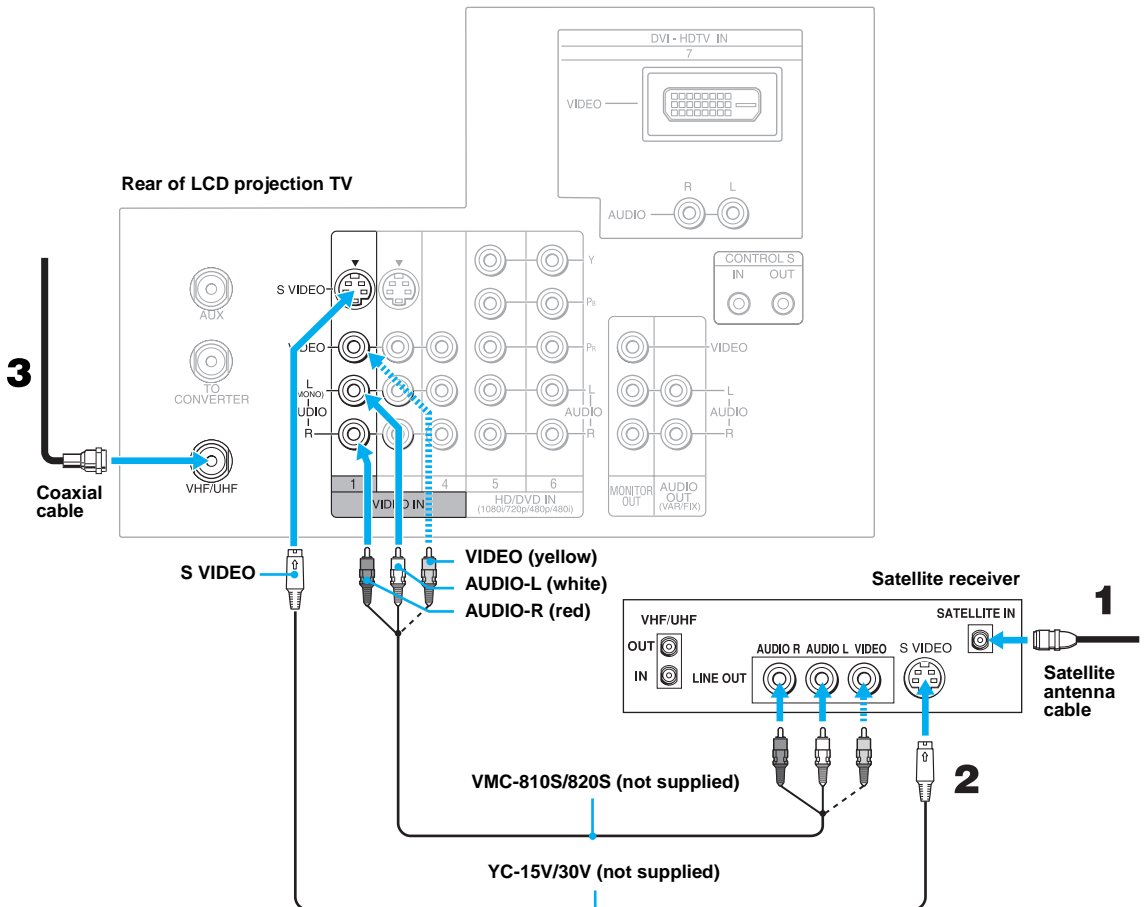 DVI - HDTV IN
7
VIDEO
Rear of LCD projection TV
R L
AUDIO
CONTROL S
IN OUT
AUX
S VIDEO
Y
PB
VIDEO
PR
VIDEO
3
TO
CONVERTER
L
(MONO)
AUDIO
R
L
AUDIO
R
L
AUDIO
R
VHF/UHF
Coaxial
cable
1 4 5 6
VIDEO IN
HD/DVD IN
(1080i/720p/480p/480i)
MONITOR
OUT
AUDIO
OUT
(VAR/FIX)
S VIDEO
VIDEO (yellow)
AUDIO-L (white)
AUDIO-R (red)
Satellite receiver
1
VHF/UHF
OUT
IN
LINE OUT
AUDIO R AUDIO L VIDEO
S VIDEO
SATELLITE IN
Satellite
antenna
cable
2
VMC-810S/820S (not supplied)
YC-15V/30V (not supplied)